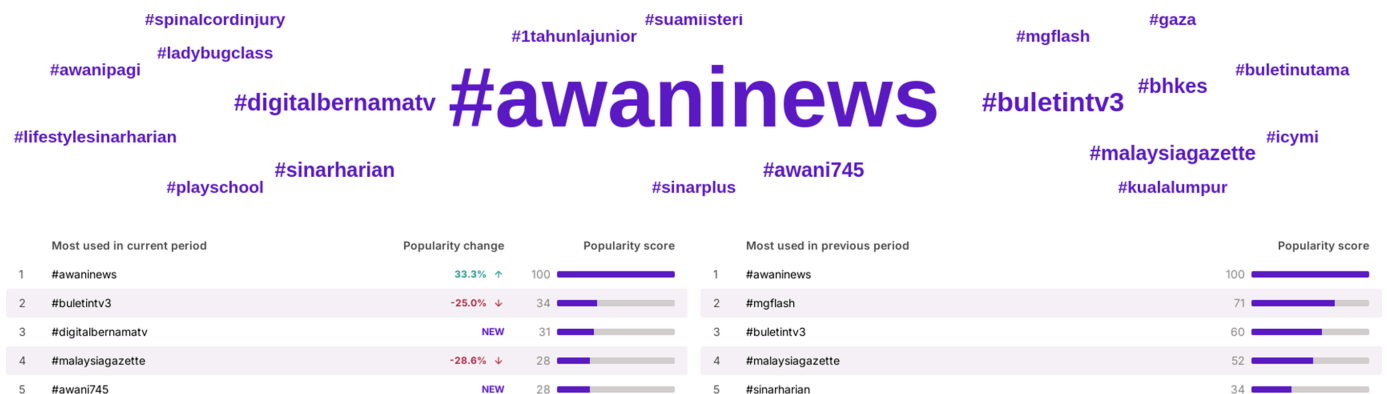 #spinalcordinjury #suamiisteri #gaza
#1tahunlajunior #mgflash
#ladybugclass
#awanipagi #buletinutama
#bhkes
#digitalbernamatv #awaninews #buletintv3
#lifestylesinarharian #icymi
#malaysiagazette
#sinarharian #awani745
#playschool #sinarplus #kualalumpur
Most used in current period Popularity change Popularity score
1 #awaninews 33.3% ↑ 100
2 #buletintv3 -25.0% ↓ 34
3 #digitalbernamatv NEW 31
4 #malaysiagazette -28.6% ↓ 28
5 #awani745 NEW 28
Most used in previous period Popularity score
1 #awaninews 100
2 #mgflash 71
3 #buletintv3 60
4 #malaysiagazette 52
5 #sinarharian 34